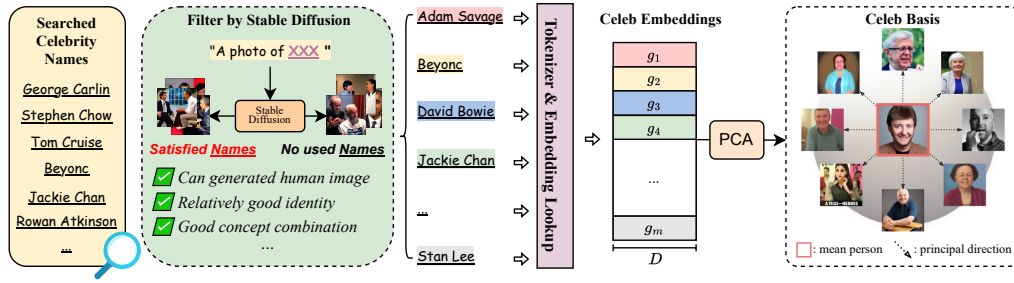 Searched
Celebrity
Names
George Carlin
Stephen Chow
Tom Cruise
Beyonc
Jackie Chan
Rowan Atkinson
...
Filter by Stable Diffusion
"A photo of XXX "
Stable
Diffusion
Satisfied Names
No used Names
Can generated human image
Relatively good identity
Good concept combination
...
Adam Savage
Beyonc
David Bowie
Jackie Chan
...
Stan Lee
Tokenizer & Embedding Lookup
Celeb Embeddings
g1
g2
g3
g4
...
gm
D
PCA
Celeb Basis
: mean person
: principal direction